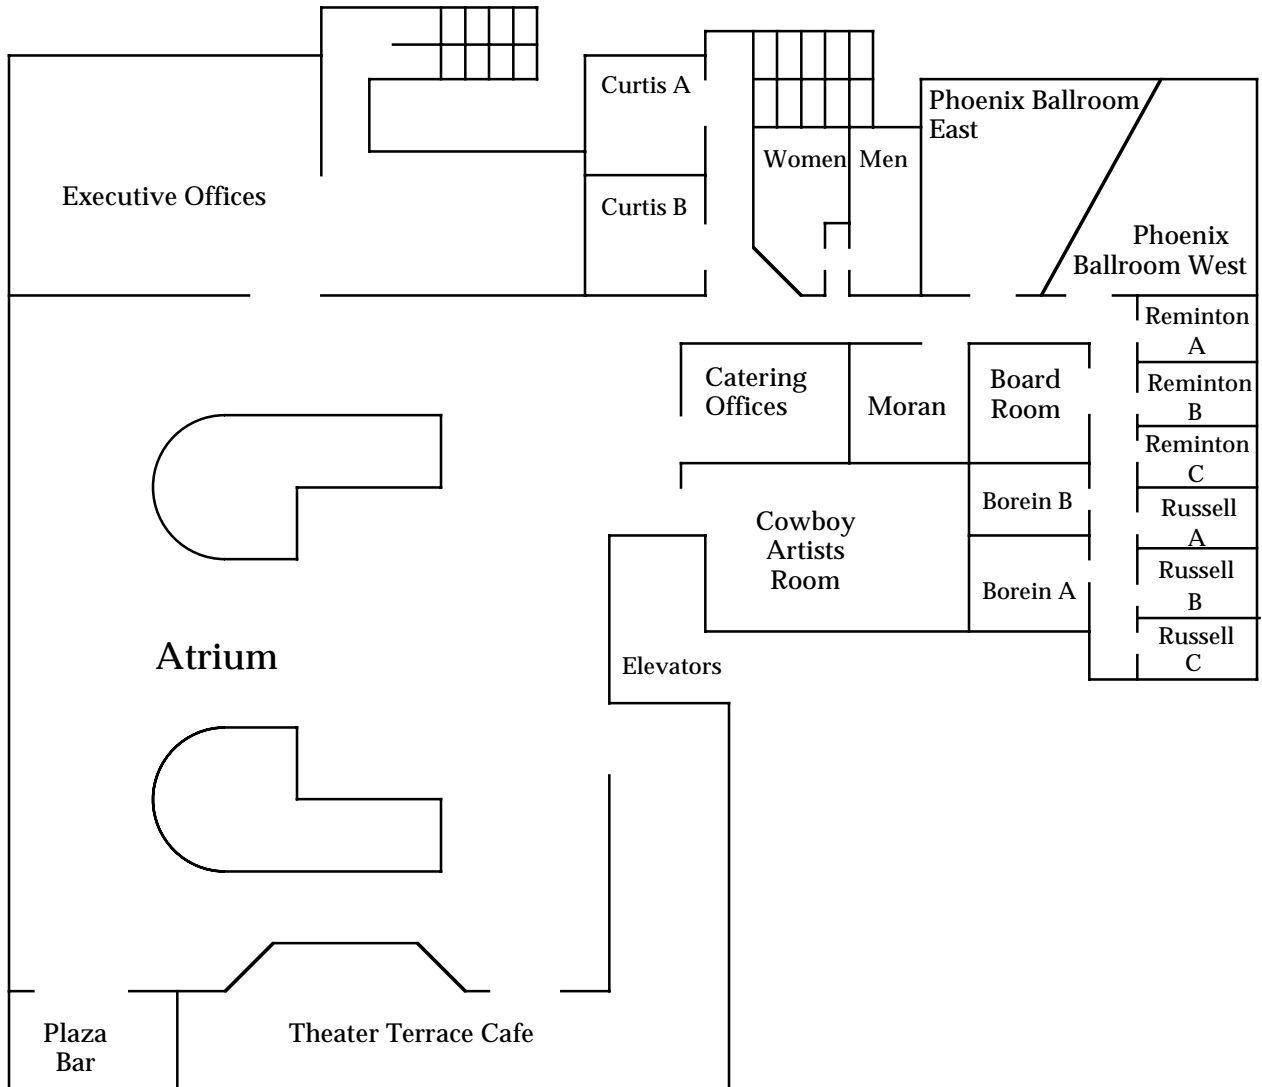 Curtis A
Phoenix Ballroom
East
Women
Men
Executive Offices
Curtis B
Phoenix
Ballroom West
Reminton
A
Catering
Offices
Moran
Board
Room
Reminton
B
Reminton
C
Cowboy
Artists
Room
Borein B
Russell
A
Borein A
Russell
B
Atrium
Elevators
Russell
C
Plaza
Bar
Theater Terrace Cafe